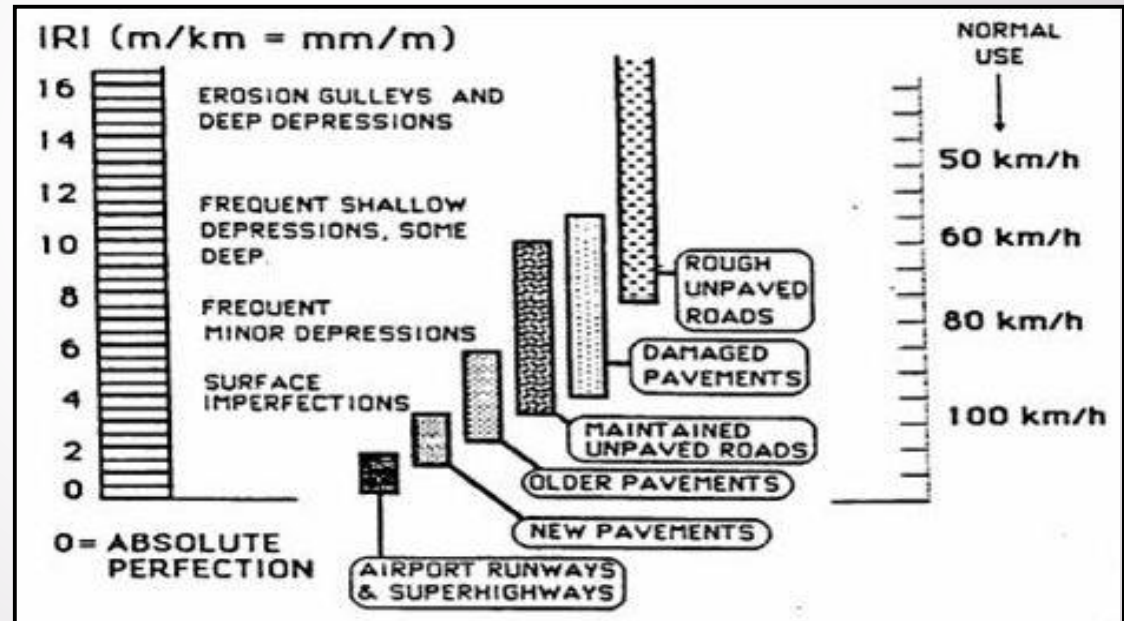 IRI (m/km = mm/m)
16
14
12
10
8
6
4
2
0
EROSION GULLEYS AND
DEEP DEPRESSIONS
FREQUENT SHALLOW
DEPRESSIONS, SOME
DEEP.
FREQUENT
MINOR DEPRESSIONS
SURFACE
IMPERFECTIONS
0= ABSOLUTE
PERFECTION
ROUGH
UNPAVED
ROADS
DAMAGED
PAVEMENTS
MAINTAINED
UNPAVED ROADS
OLDER PAVEMENTS
NEW PAVEMENTS
AIRPORT RUNWAYS
& SUPERHIGHWAYS
NORMAL
USE
50 km/h
60 km/h
80 km/h
100 km/h